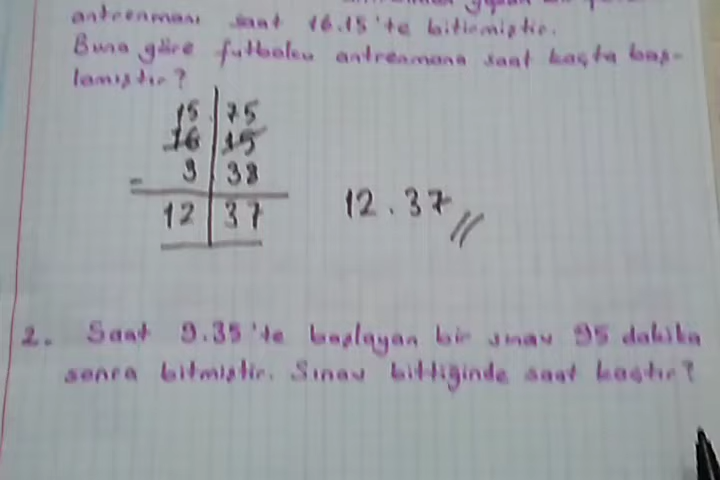 antrenmanı saat 16.15'te bitirmiştir.
Buna göre futbolcu antrenmana saat kaçta baş-
lamıştır?
15 75
16 15
- 3 38
12 37
12.37
2. Saat 9.35'te başlayan bir sınav 95 dakika
sonra bitmiştir. Sınav bittiğinde saat kaçtır?